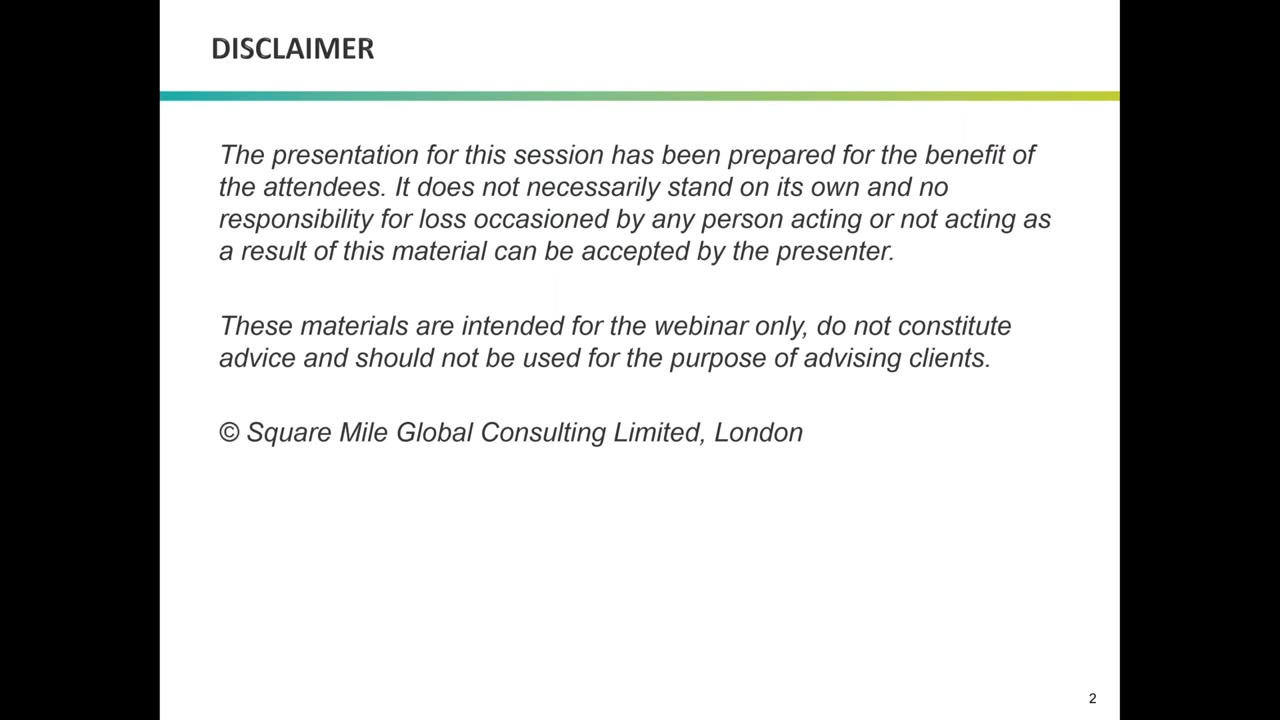 DISCLAIMER
The presentation for this session has been prepared for the benefit of
the attendees. It does not necessarily stand on its own and no
responsibility for loss occasioned by any person acting or not acting as
a result of this material can be accepted by the presenter.
These materials are intended for the webinar only, do not constitute
advice and should not be used for the purpose of advising clients.
© Square Mile Global Consulting Limited, London
2